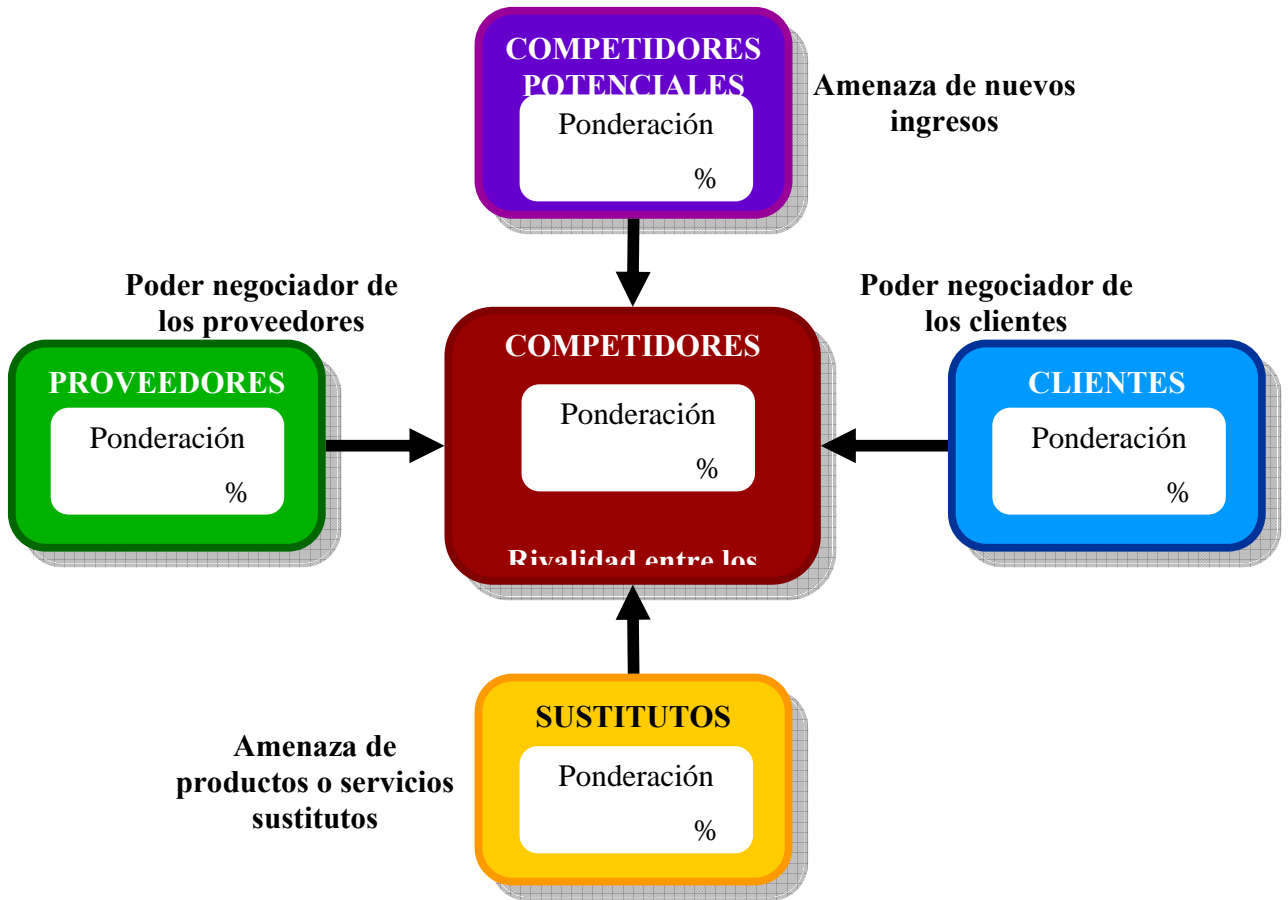 COMPETIDORES
POTENCIALES
Ponderación
%
Amenaza de nuevos
ingresos
Poder negociador de
los proveedores
PROVEEDORES
Ponderación
%
COMPETIDORES
Ponderación
%
Rivalidad entre los
Poder negociador de
los clientes
CLIENTES
Ponderación
%
SUSTITUTOS
Ponderación
%
Amenaza de
productos o servicios
sustitutos